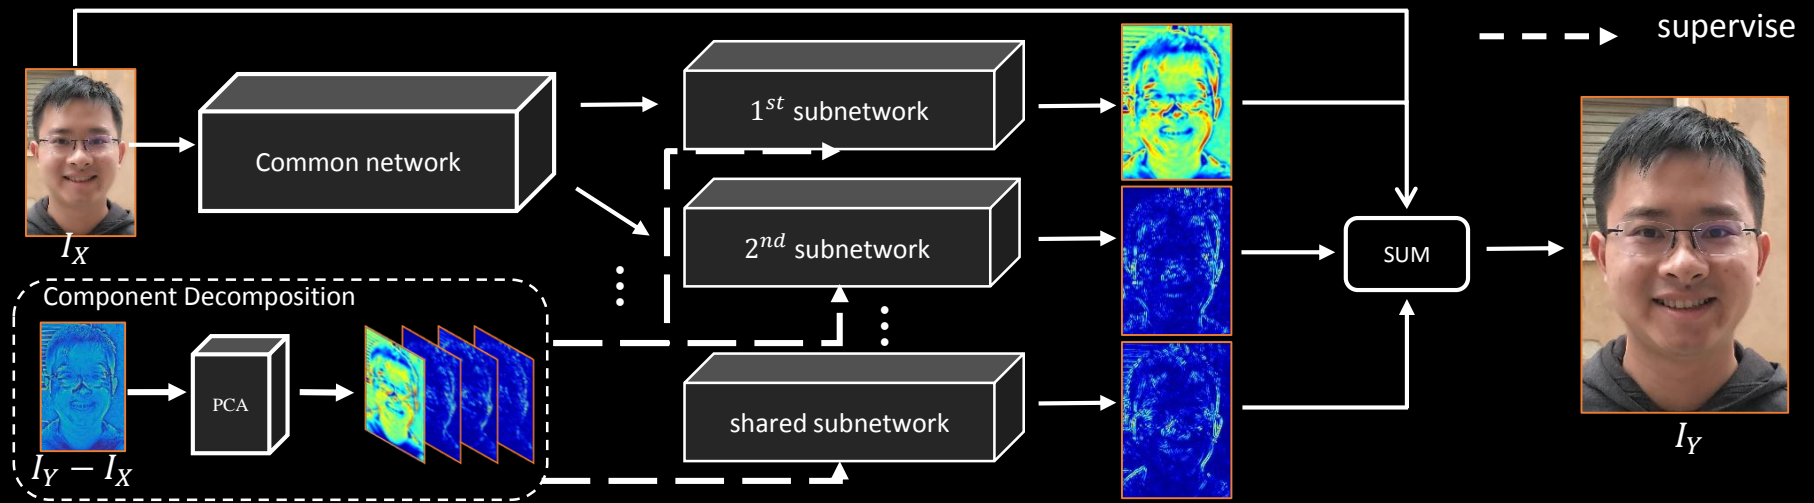 supervise
1st subnetwork
Common network
2nd subnetwork
I_X
SUM
Component Decomposition
PCA
shared subnetwork
I_Y
I_Y − I_X